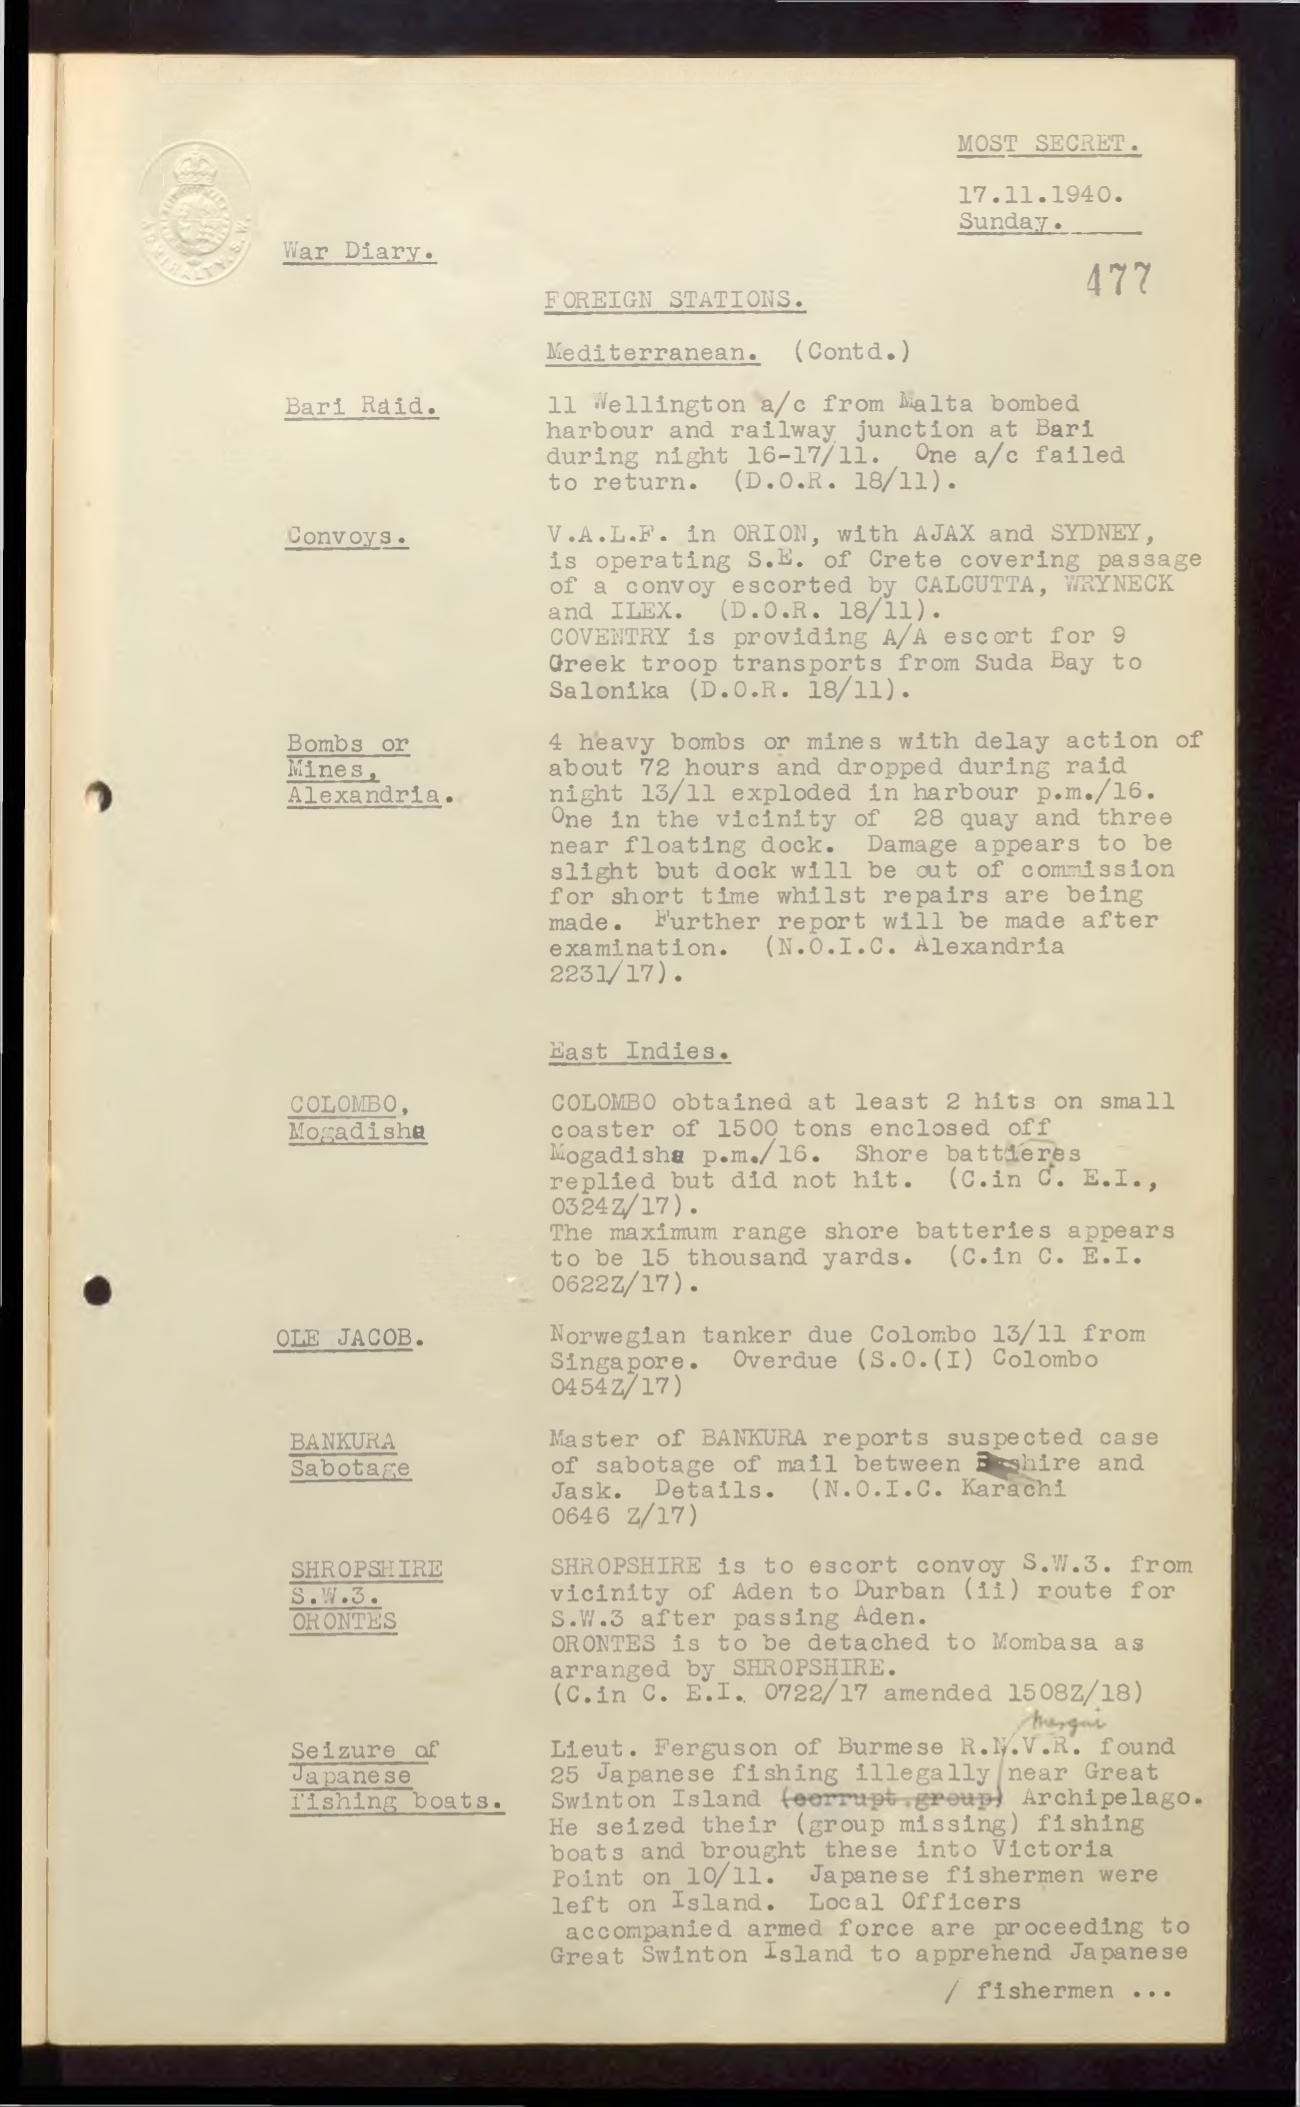 MOST SECRET.
17.11.1940.
Sunday.
ADMIRALTY. S.W.
War Diary.
477
FOREIGN STATIONS.
Mediterranean. (Contd.)
Bari Raid.
11 Wellington a/c from Malta bombed
harbour and railway junction at Bari
during night 16-17/11. One a/c failed
to return. (D.O.R. 18/11).
Convoys.
V.A.L.F. in ORION, with AJAX and SYDNEY,
is operating S.E. of Crete covering passage
of a convoy escorted by CALCUTTA, WRYNECK
and ILEX. (D.O.R. 18/11).
COVENTRY is providing A/A escort for 9
Greek troop transports from Suda Bay to
Salonika (D.O.R. 18/11).
Bombs or
Mines,
Alexandria.
4 heavy bombs or mines with delay action of
about 72 hours and dropped during raid
night 13/11 exploded in harbour p.m./16.
One in the vicinity of 28 quay and three
near floating dock. Damage appears to be
slight but dock will be out of commission
for short time whilst repairs are being
made. Further report will be made after
examination. (N.O.I.C. Alexandria
2231/17).
East Indies.
COLOMBO,
Mogadishu
COLOMBO obtained at least 2 hits on small
coaster of 1500 tons enclosed off
Mogadishu p.m./16. Shore battieres
replied but did not hit. (C.in C. E.I.,
0324Z/17).
The maximum range shore batteries appears
to be 15 thousand yards. (C.in C. E.I.
0622Z/17).
OLE JACOB.
Norwegian tanker due Colombo 13/11 from
Singapore. Overdue (S.O.(I) Colombo
0454Z/17)
BANKURA
Sabotage
Master of BANKURA reports suspected case
of sabotage of mail between Bushire and
Jask. Details. (N.O.I.C. Karachi
0646 Z/17)
SHROPSHIRE
S.W.3.
ORONTES
SHROPSHIRE is to escort convoy S.W.3. from
vicinity of Aden to Durban (ii) route for
S.W.3 after passing Aden.
ORONTES is to be detached to Mombasa as
arranged by SHROPSHIRE.
(C.in C. E.I. 0722/17 amended 1508Z/18)
Mergui
Seizure of
Japanese
fishing boats.
Lieut. Ferguson of Burmese R.N.V.R. found
25 Japanese fishing illegally near Great
Swinton Island (corrupt group) Archipelago.
He seized their (group missing) fishing
boats and brought these into Victoria
Point on 10/11. Japanese fishermen were
left on Island. Local Officers
accompanied armed force are proceeding to
Great Swinton Island to apprehend Japanese
/ fishermen ...